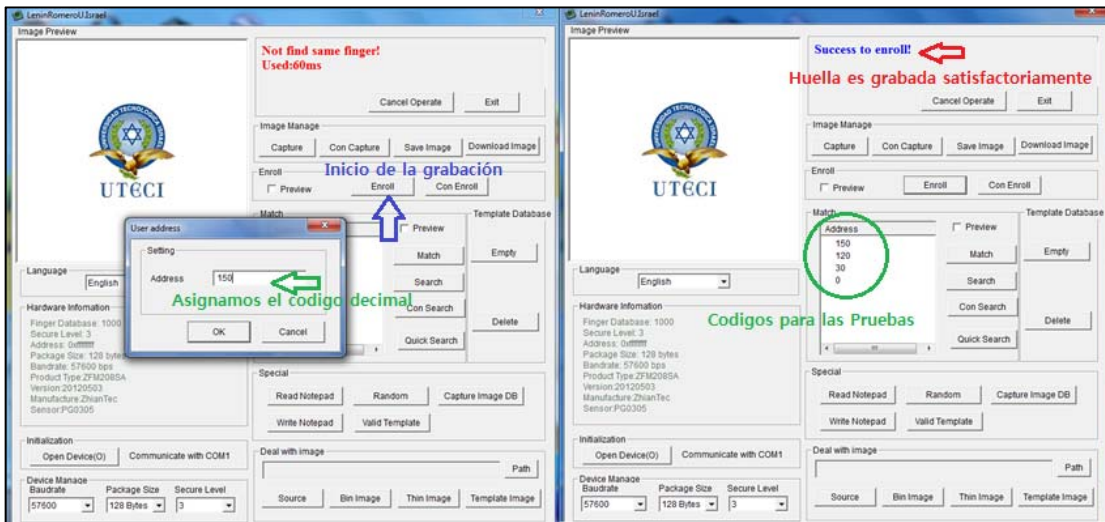 LeninRomeroU.Israel
Image Preview
UNIVERSIDAD TECNOLOGICA ISRAEL
UTECI
Not find same finger!
Used:60ms
Cancel Operate Exit
Image Manage
Capture Con Capture Save Image Download Image
Inicio de la grabación
Enroll
Preview Enroll Con Enroll
Match
Preview
Template Database
Match Empty
Search
Con Search
Delete
Quick Search
User address
Setting
Address 150
Asignamos el codigo decimal
OK Cancel
Language
English
Hardware Infomation
Finger Database: 1000
Secure Level: 3
Address: 0xffffffff
Package Size: 128 bytes
Bandrate: 57600 bps
Product Type:ZFM208SA
Version:20120503
Manufacture:ZhianTec
Sensor:PG0305
Special
Read Notepad Random Capture Image DB
Write Notepad Valid Template
Initialization
Open Device(O) Communicate with COM1
Deal with image
Path
Device Manage
Baudrate Package Size Secure Level
57600 128 Bytes 3
Source Bin Image Thin Image Template Image
LeninRomeroU.Israel
Image Preview
UNIVERSIDAD TECNOLOGICA ISRAEL
UTECI
Success to enroll!
Huella es grabada satisfactoriamente
Cancel Operate Exit
Image Manage
Capture Con Capture Save Image Download Image
Enroll
Preview Enroll Con Enroll
Match
Address
150
120
30
0
Preview
Template Database
Match Empty
Search
Con Search
Delete
Quick Search
Codigos para las Pruebas
Language
English
Hardware Infomation
Finger Database: 1000
Secure Level: 3
Address: 0xffffffff
Package Size: 128 bytes
Bandrate: 57600 bps
Product Type:ZFM208SA
Version:20120503
Manufacture:ZhianTec
Sensor:PG0305
Special
Read Notepad Random Capture Image DB
Write Notepad Valid Template
Initialization
Open Device(O) Communicate with COM1
Deal with image
Path
Device Manage
Baudrate Package Size Secure Level
57600 128 Bytes 3
Source Bin Image Thin Image Template Image